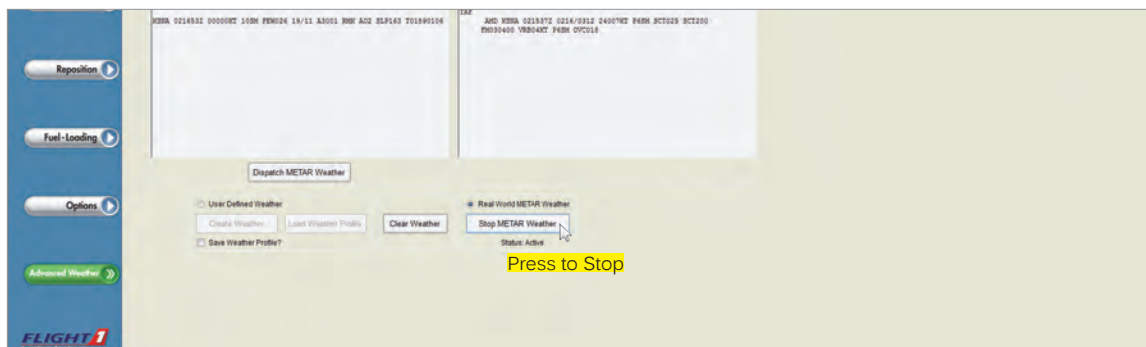 TAF
KSNA 021653Z 00000KT 10SM FEW026 19/11 A3001 RMK AO2 SLP163 T01890106
AMD KSNA 021537Z 0216/0312 24007KT P6SM SCT025 SCT200
FM030400 VRB04KT P6SM OVC018
Reposition
Fuel-Loading
Dispatch METAR Weather
Options
User Defined Weather
Real World METAR Weather
Create Weather
Load Weather Profile
Clear Weather
Stop METAR Weather
Save Weather Profile?
Status: Active
Press to Stop
Advanced Weather
FLIGHT1